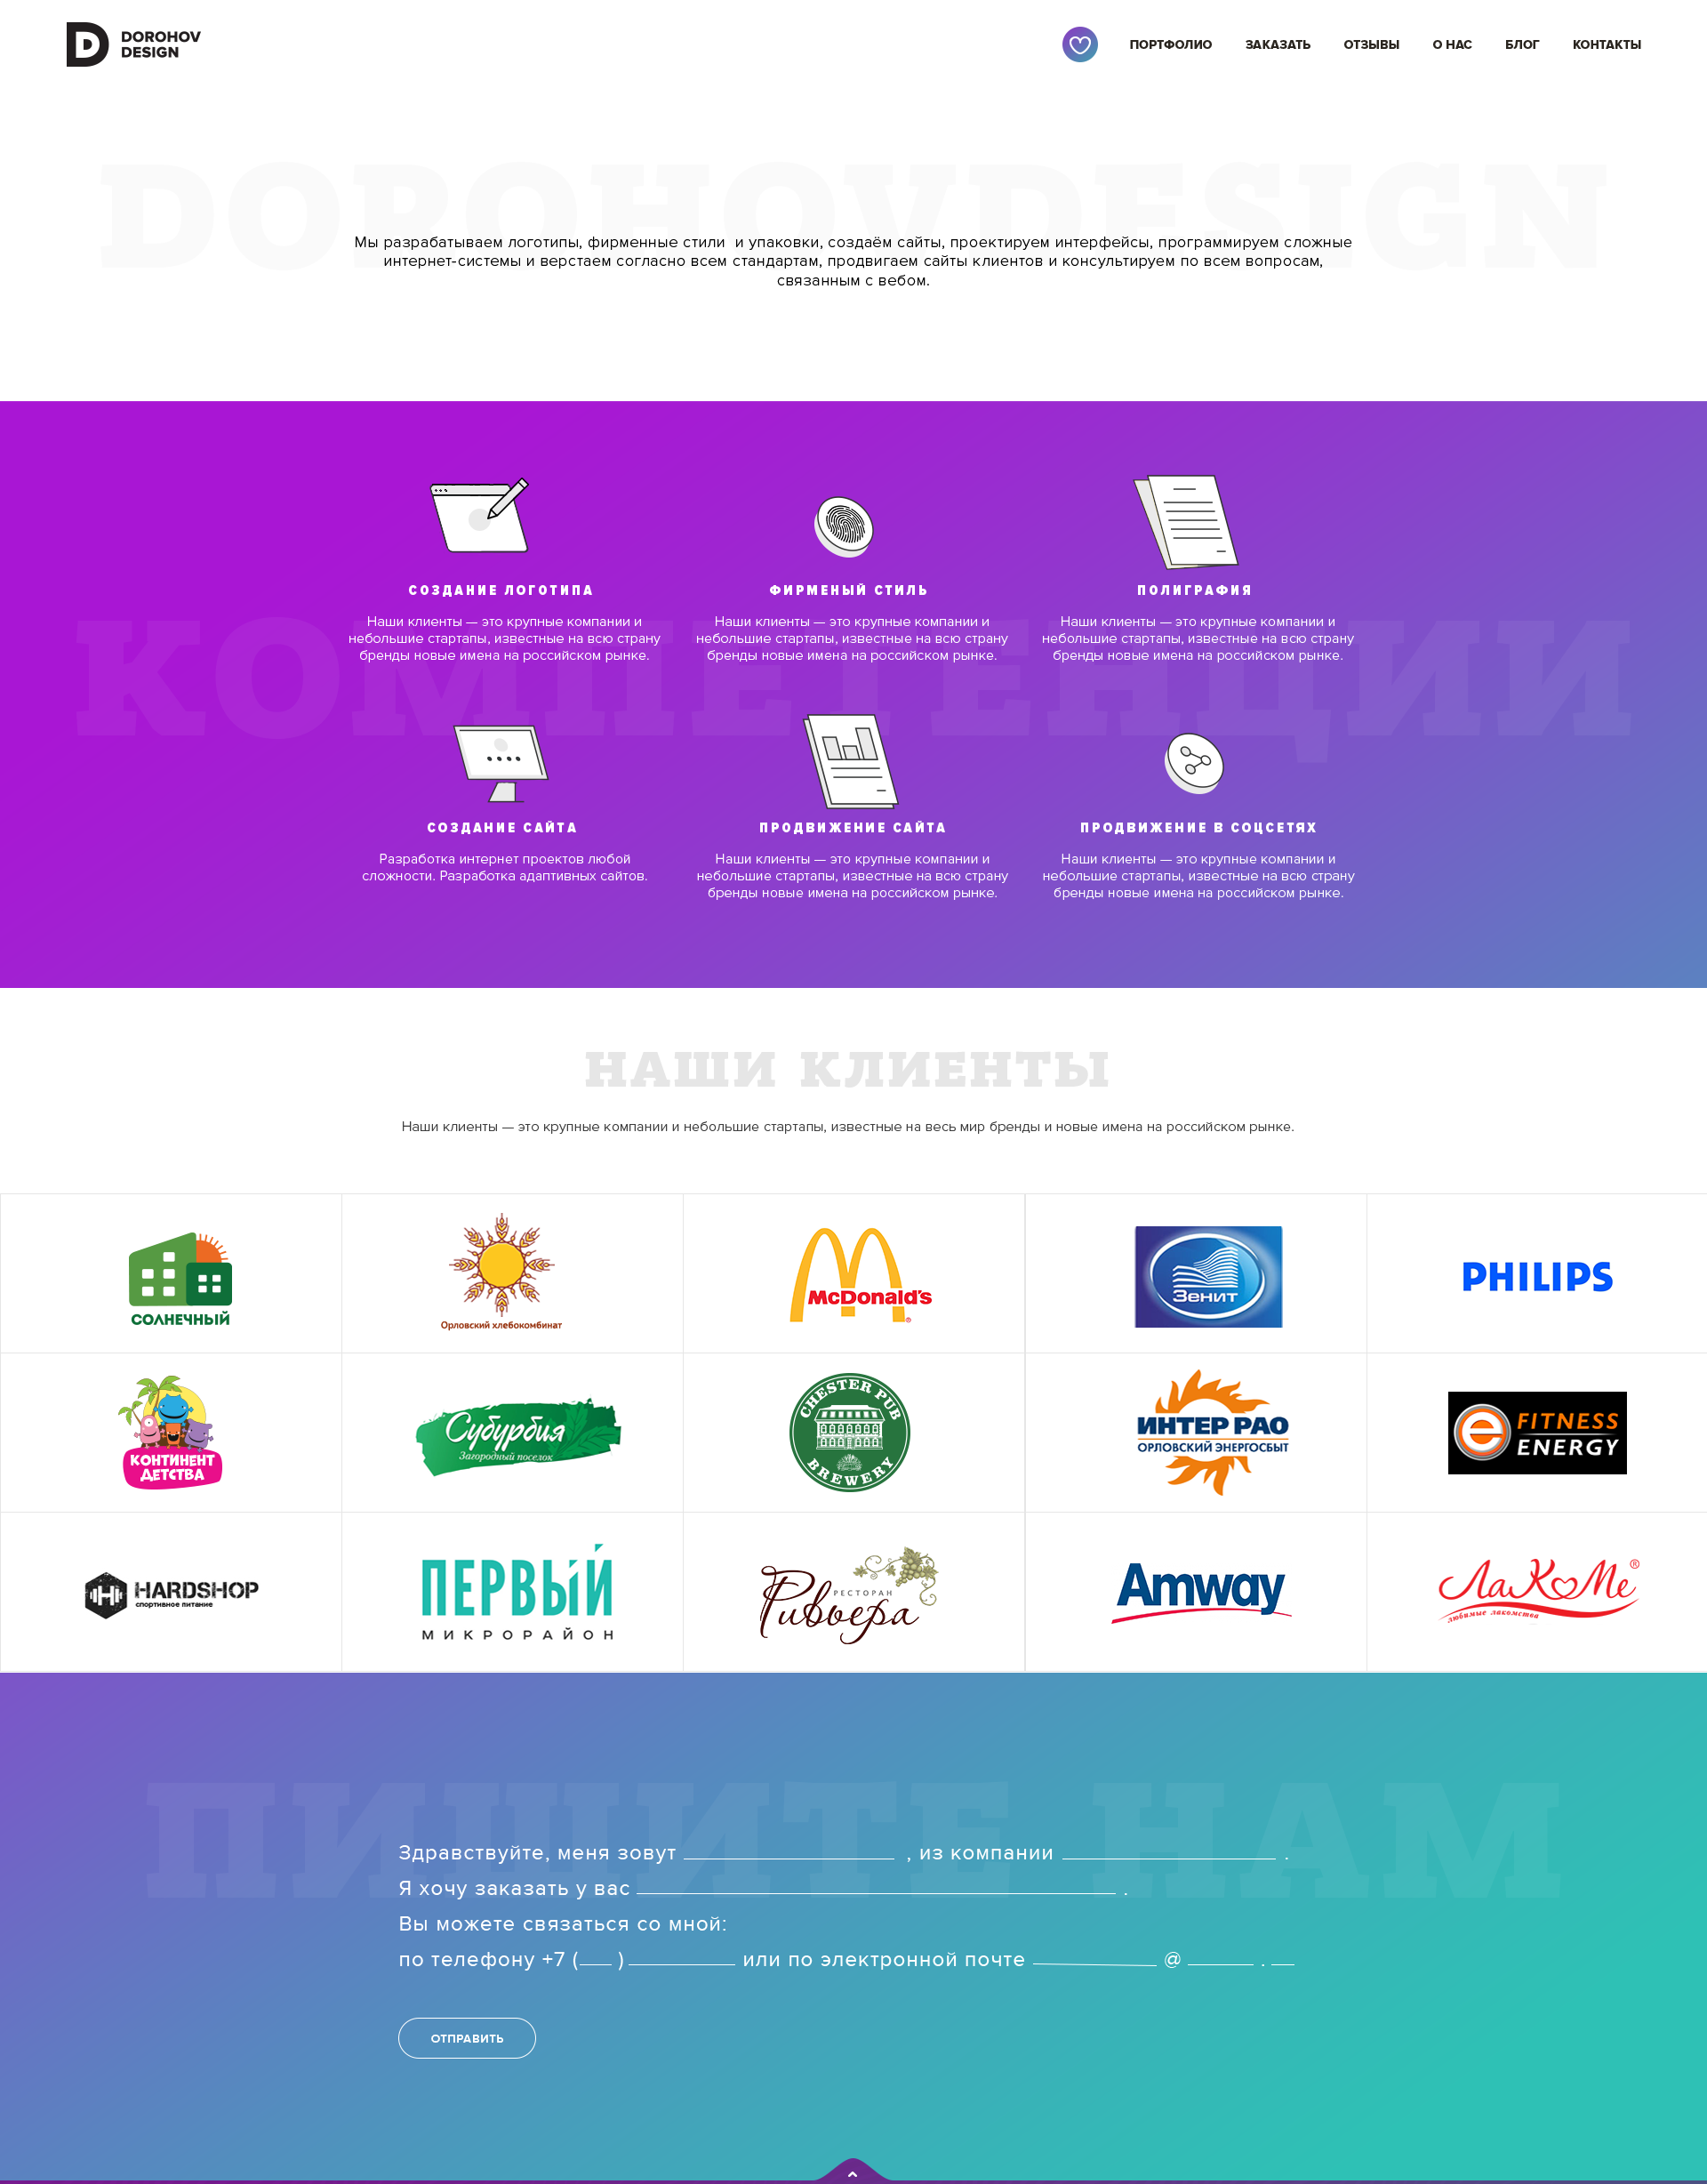 DOROHOV
DESIGN
ПОРТФОЛИО ЗАКАЗАТЬ ОТЗЫВЫ О НАС БЛОГ КОНТАКТЫ
DOROHOVDESIGN
Мы разрабатываем логотипы, фирменные стили и упаковки, создаём сайты, проектируем интерфейсы, программируем сложные
интернет-системы и верстаем согласно всем стандартам, продвигаем сайты клиентов и консультируем по всем вопросам,
связанным с вебом.
КОМПЕТЕНЦИИ
СОЗДАНИЕ ЛОГОТИПА
Наши клиенты — это крупные компании и
небольшие стартапы, известные на всю страну
бренды новые имена на российском рынке.
ФИРМЕНЫЙ СТИЛЬ
Наши клиенты — это крупные компании и
небольшие стартапы, известные на всю страну
бренды новые имена на российском рынке.
ПОЛИГРАФИЯ
Наши клиенты — это крупные компании и
небольшие стартапы, известные на всю страну
бренды новые имена на российском рынке.
СОЗДАНИЕ САЙТА
Разработка интернет проектов любой
сложности. Разработка адаптивных сайтов.
ПРОДВИЖЕНИЕ САЙТА
Наши клиенты — это крупные компании и
небольшие стартапы, известные на всю страну
бренды новые имена на российском рынке.
ПРОДВИЖЕНИЕ В СОЦСЕТЯХ
Наши клиенты — это крупные компании и
небольшие стартапы, известные на всю страну
бренды новые имена на российском рынке.
НАШИ КЛИЕНТЫ
Наши клиенты — это крупные компании и небольшие стартапы, известные на весь мир бренды и новые имена на российском рынке.
СОЛНЕЧНЫЙ
Орловский хлебокомбинат
McDonald's
Зенит
PHILIPS
КОНТИНЕНТ
ДЕТСТВА
Субурбия
Загородный поселок
CHESTER PUB
BREWERY
ИНТЕР РАО
ОРЛОВСКИЙ ЭНЕРГОСБЫТ
e FITNESS
ENERGY
HARDSHOP
спортивное питание
ПЕРВЫЙ
МИКРОРАЙОН
РЕСТОРАН
Ривьера
Amway
ЛаКоМе ®
любимые лакомства
ПИШИТЕ НАМ
Здравствуйте, меня зовут ________ , из компании ________ .
Я хочу заказать у вас ________ .
Вы можете связаться со мной:
по телефону +7 (___) ________ или по электронной почте ________ @ ____ . __
ОТПРАВИТЬ